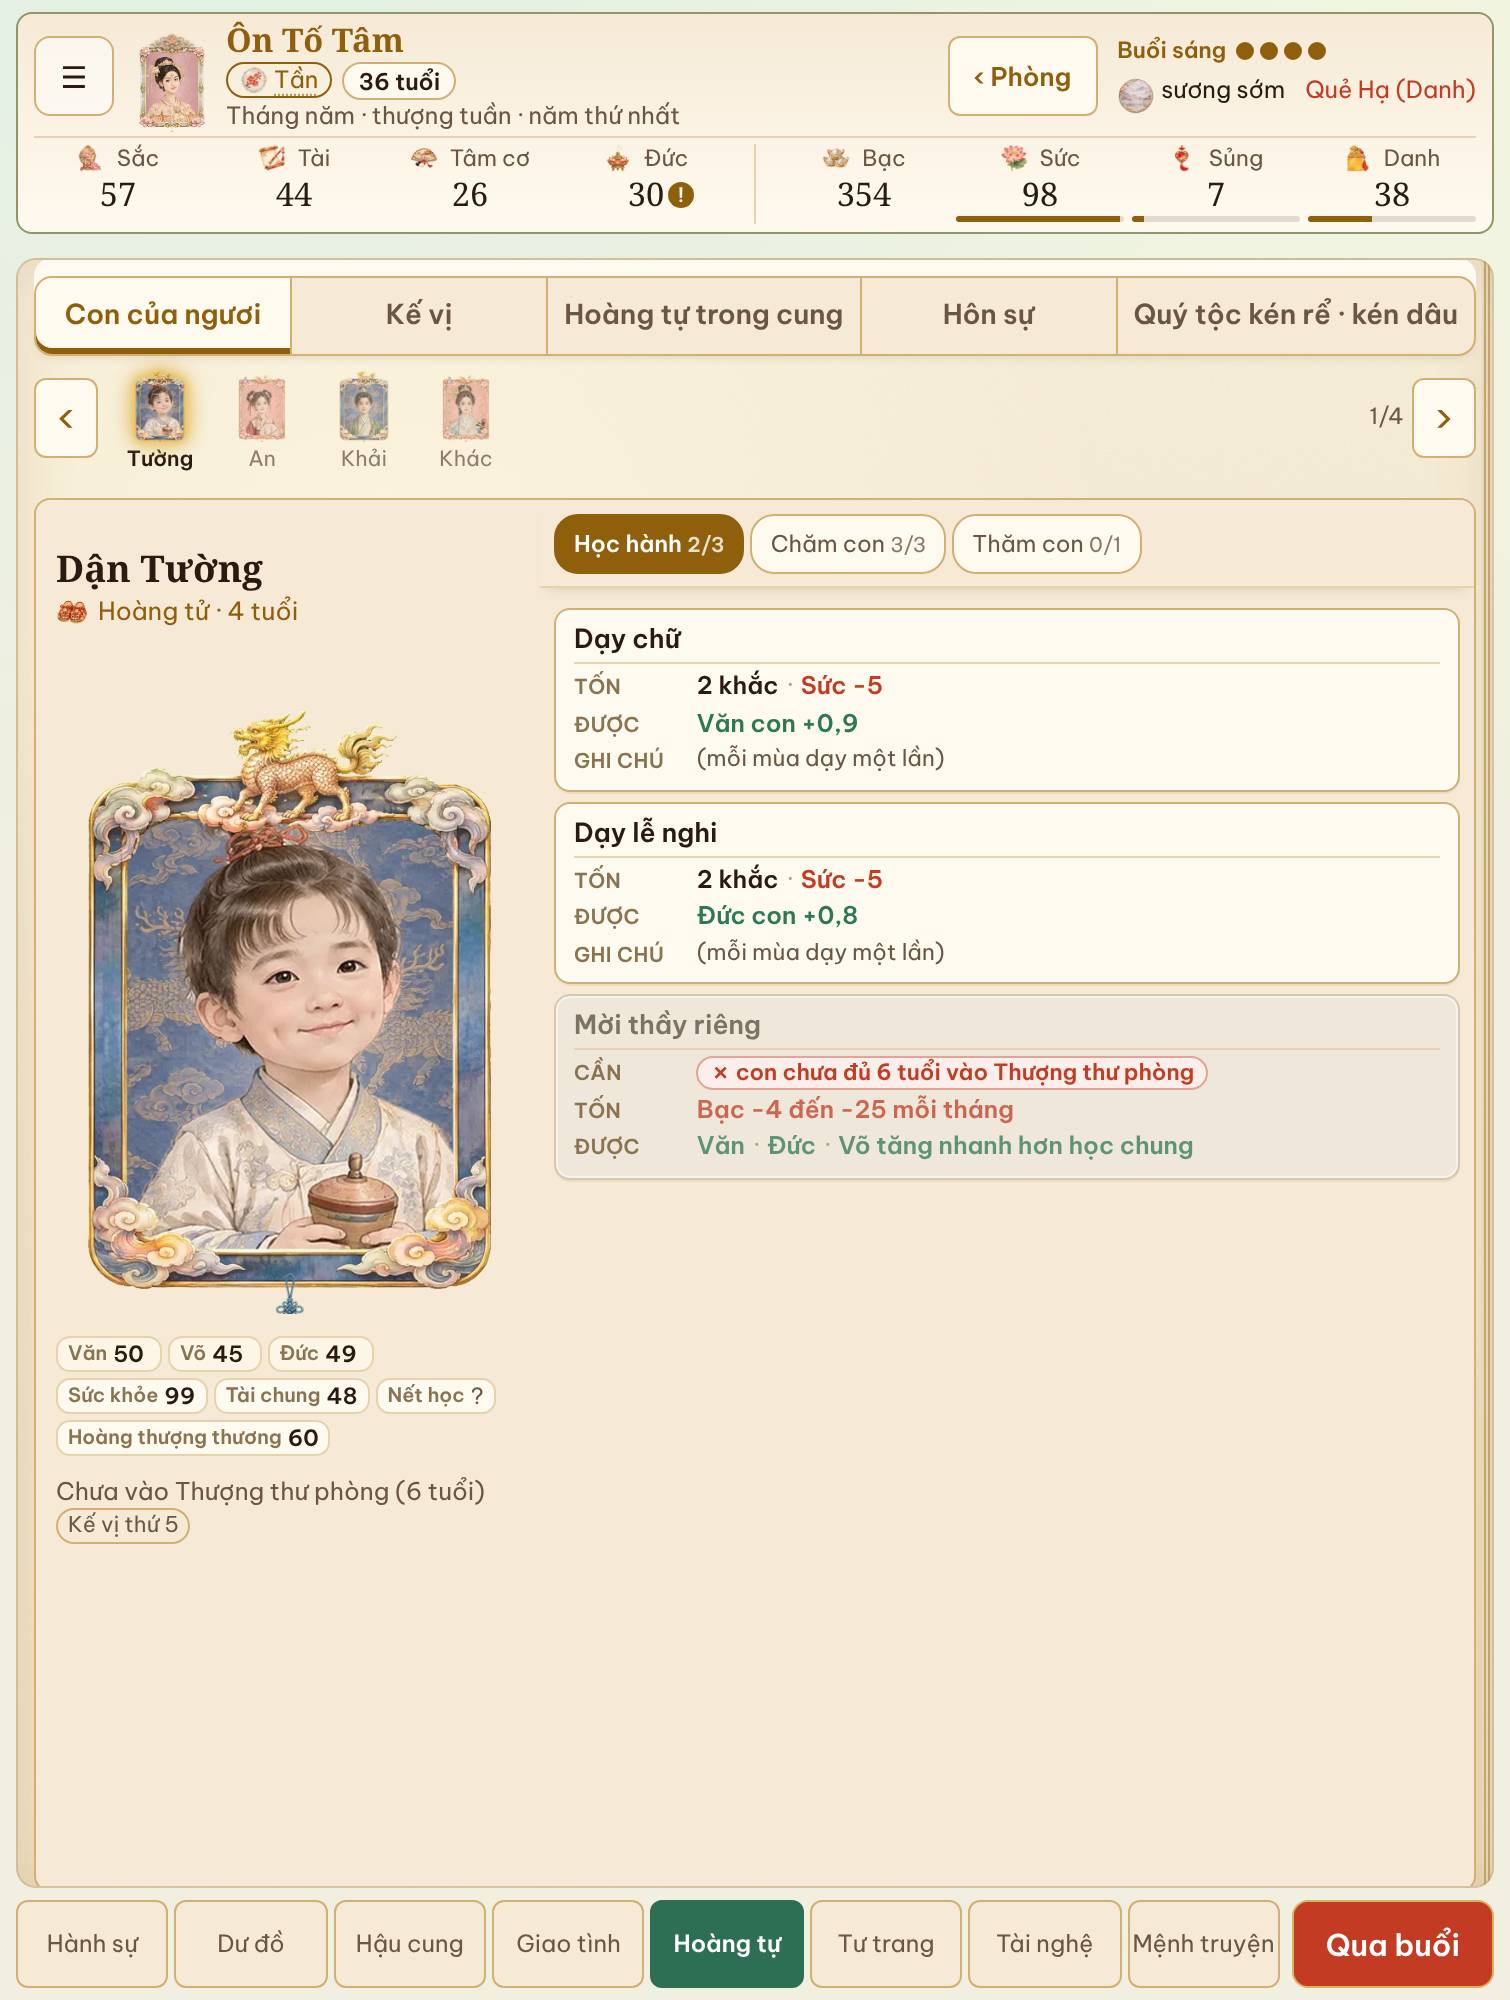 ☰
Ôn Tố Tâm
Tần 36 tuổi
Tháng năm · thượng tuần · năm thứ nhất
‹ Phòng
Buổi sáng
sương sớm Quẻ Hạ (Danh)
Sắc Tài Tâm cơ Đức Bạc Sức Sủng Danh
57 44 26 30 ! 354 98 7 38
Con của ngươi Kế vị Hoàng tự trong cung Hôn sự Quý tộc kén rể · kén dâu
‹ 1/4 ›
Tường An Khải Khác
Dận Tường
Hoàng tử · 4 tuổi
Văn 50 Võ 45 Đức 49
Sức khỏe 99 Tài chung 48 Nết học ?
Hoàng thượng thương 60
Chưa vào Thượng thư phòng (6 tuổi)
Kế vị thứ 5
Học hành 2/3 Chăm con 3/3 Thăm con 0/1
Dạy chữ
TỐN 2 khắc · Sức -5
ĐƯỢC Văn con +0,9
GHI CHÚ (mỗi mùa dạy một lần)
Dạy lễ nghi
TỐN 2 khắc · Sức -5
ĐƯỢC Đức con +0,8
GHI CHÚ (mỗi mùa dạy một lần)
Mời thầy riêng
CẦN × con chưa đủ 6 tuổi vào Thượng thư phòng
TỐN Bạc -4 đến -25 mỗi tháng
ĐƯỢC Văn · Đức · Võ tăng nhanh hơn học chung
Hành sự Dư đồ Hậu cung Giao tình Hoàng tự Tư trang Tài nghệ Mệnh truyện Qua buổi